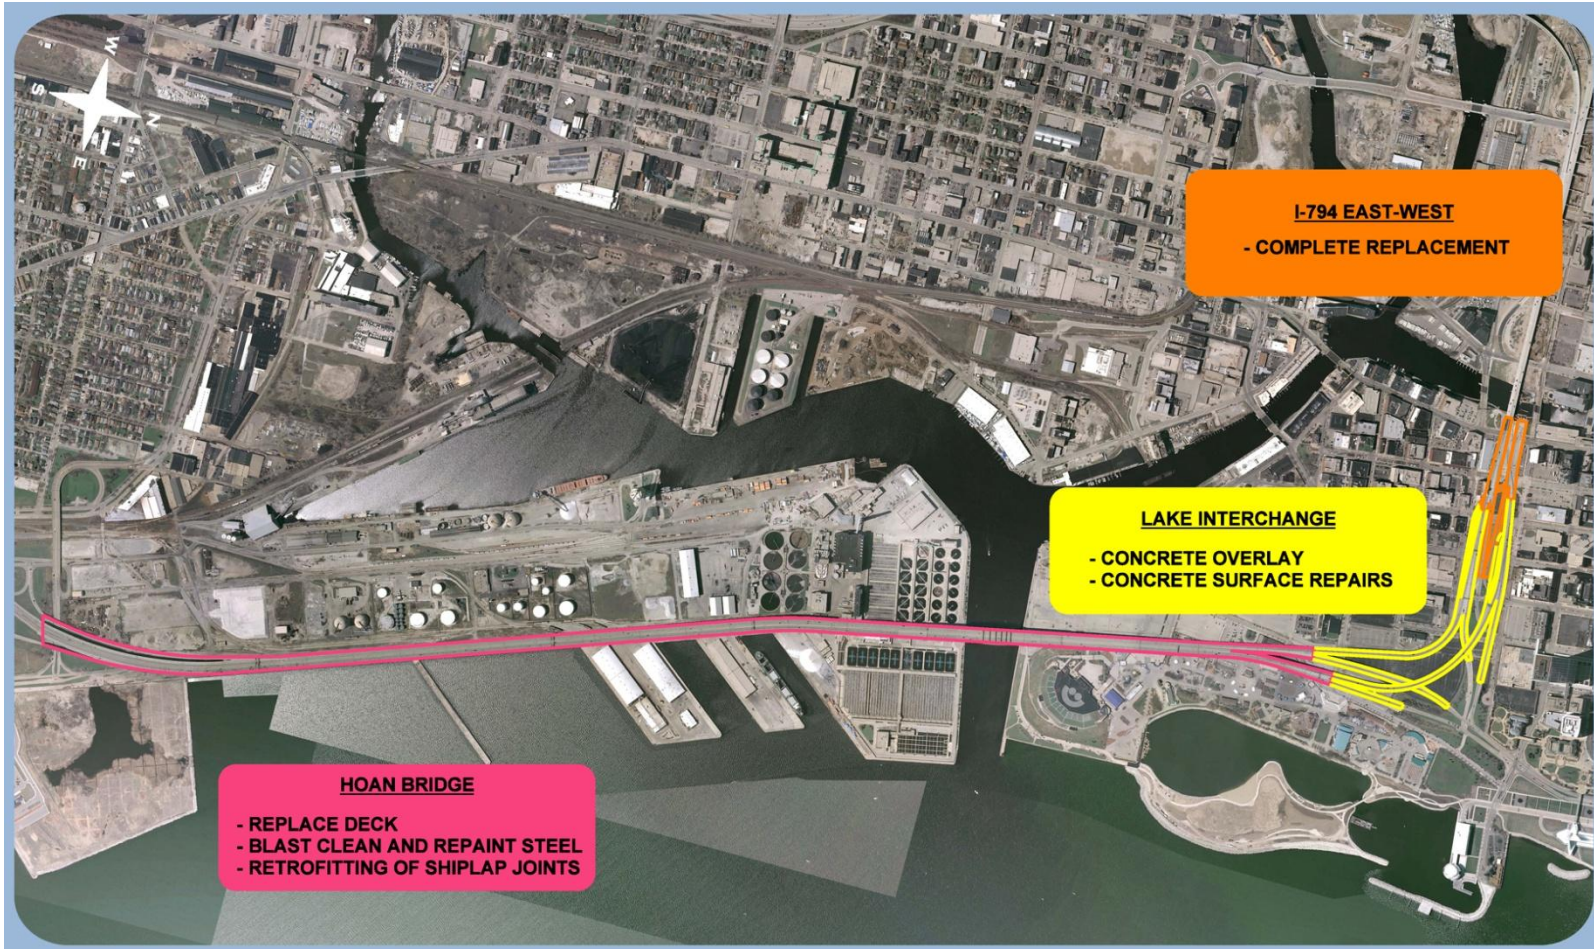 W
S
N
E
I-794 EAST-WEST
- COMPLETE REPLACEMENT
LAKE INTERCHANGE
- CONCRETE OVERLAY
- CONCRETE SURFACE REPAIRS
HOAN BRIDGE
- REPLACE DECK
- BLAST CLEAN AND REPAINT STEEL
- RETROFITTING OF SHIPLAP JOINTS